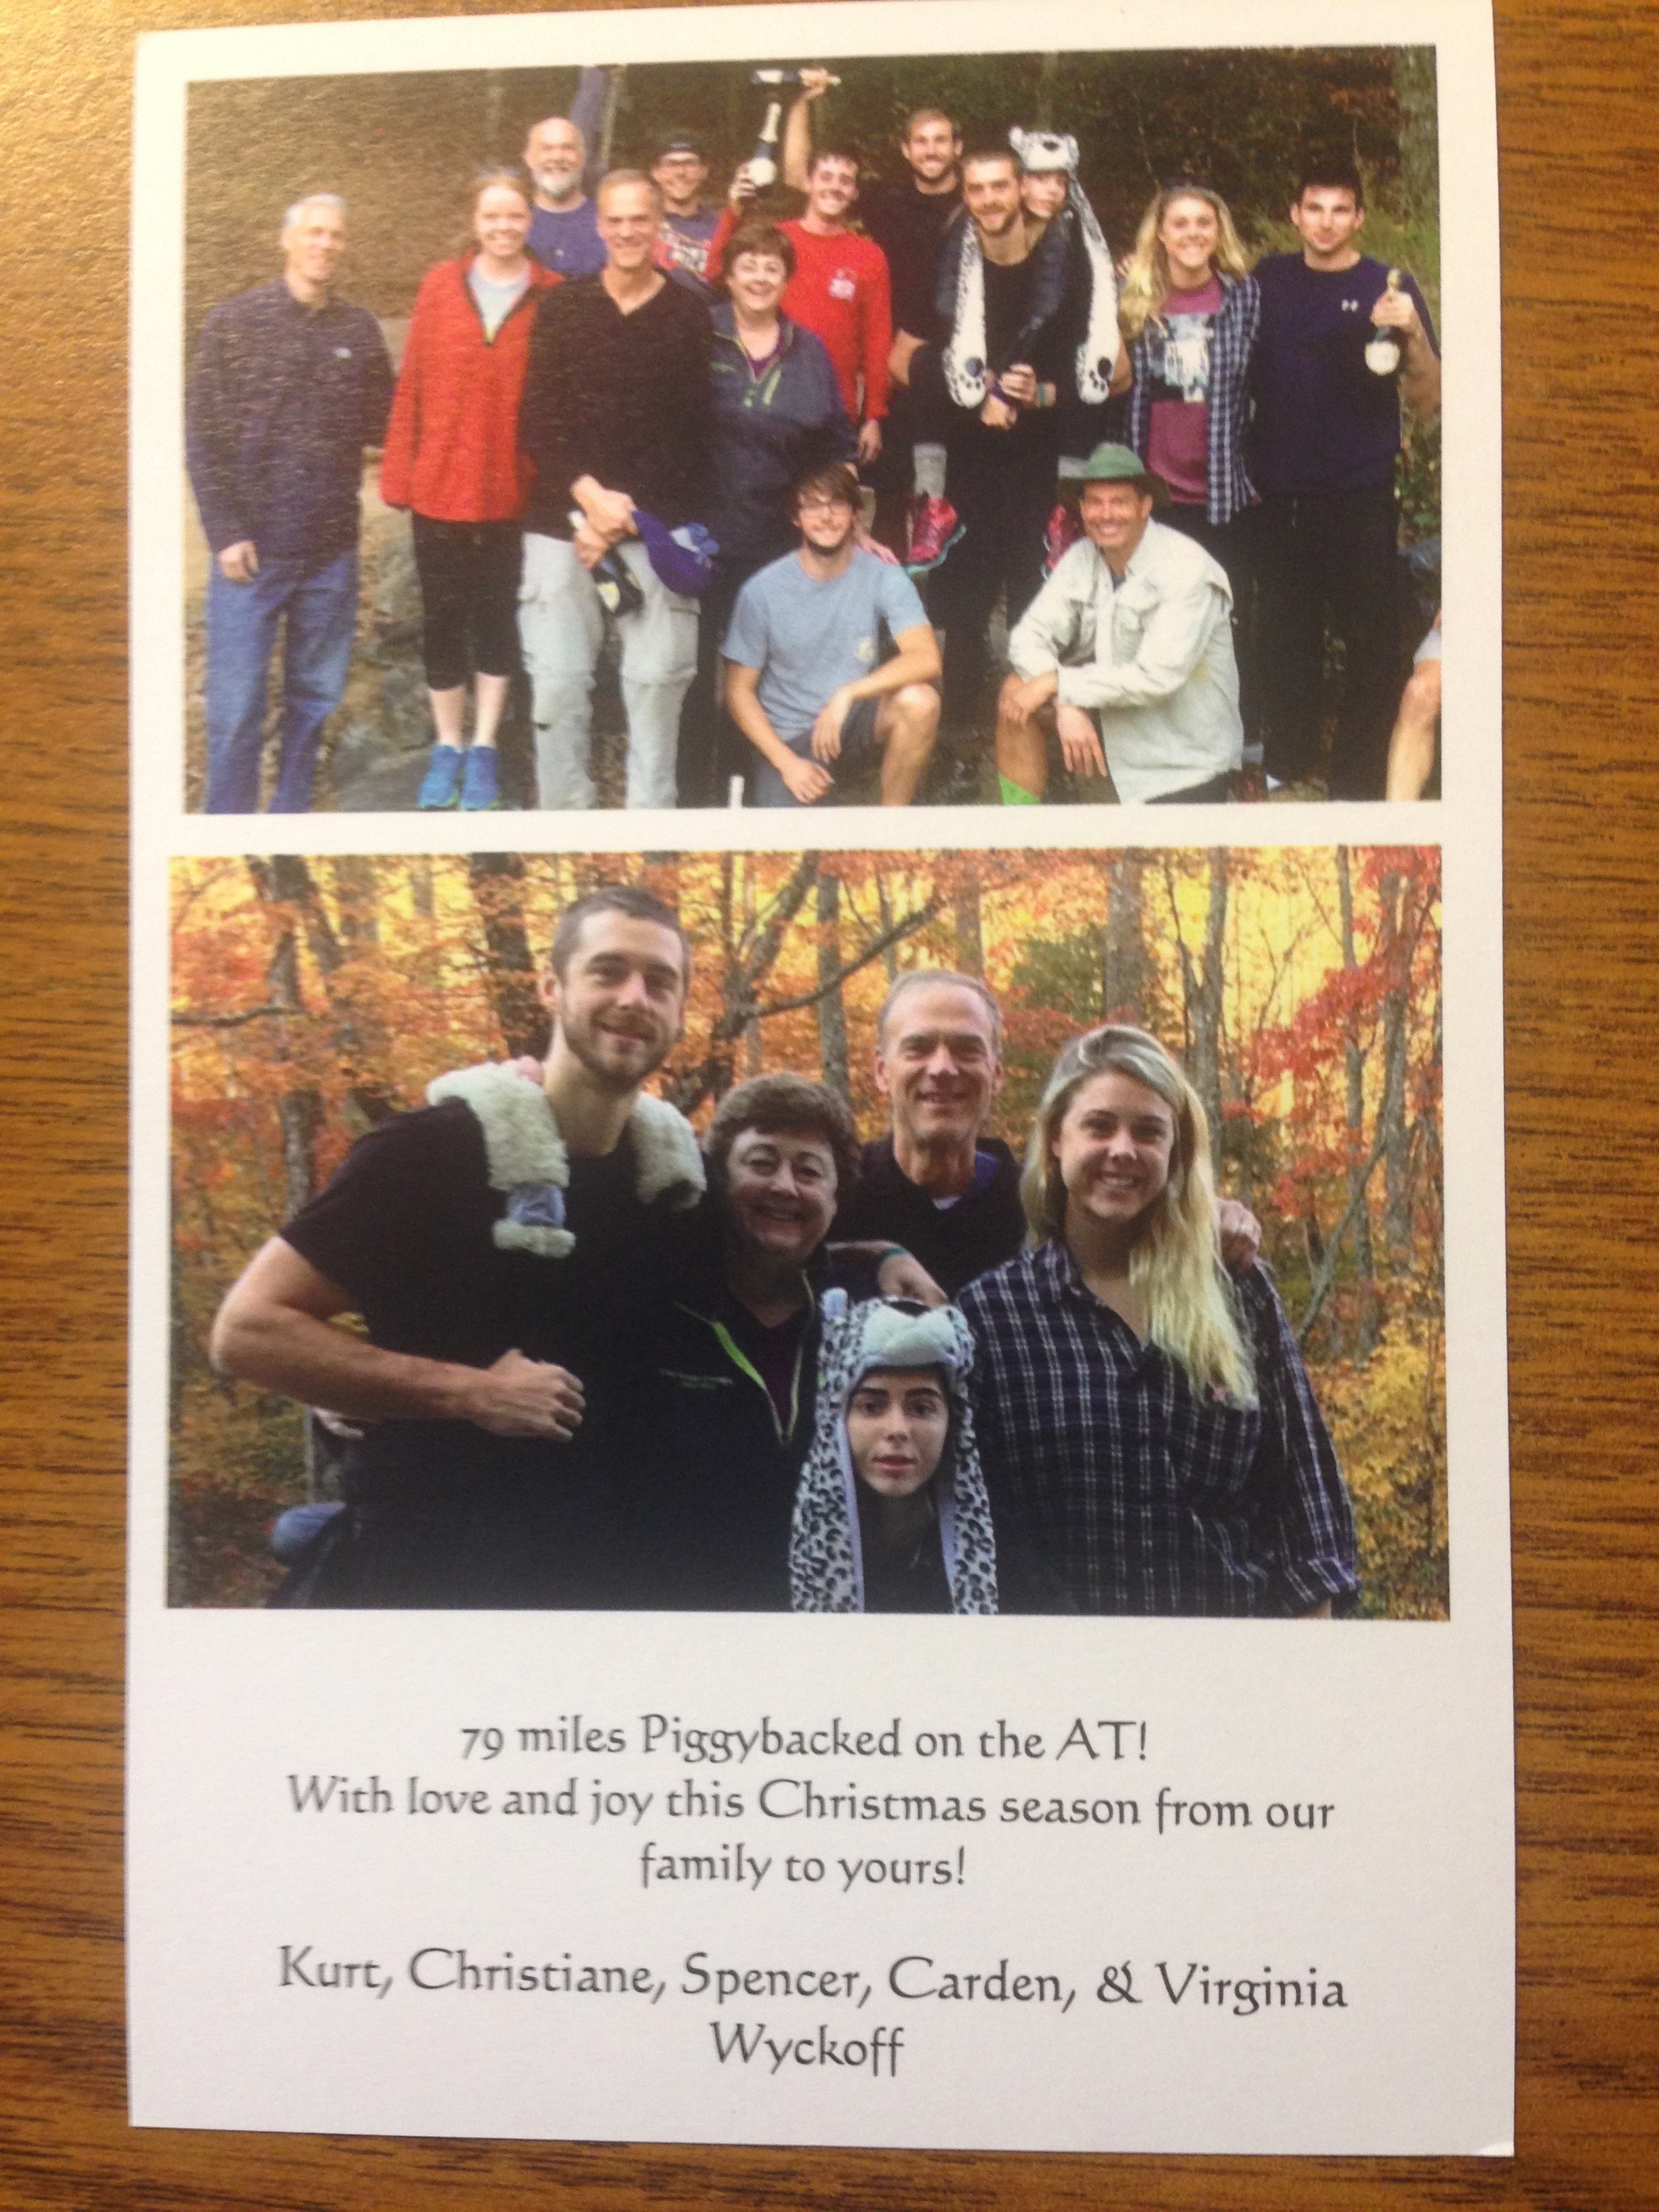 79 miles Piggybacked on the AT!
With love and joy this Christmas season from our
family to yours!
Kurt, Christiane, Spencer, Carden, & Virginia
Wyckoff